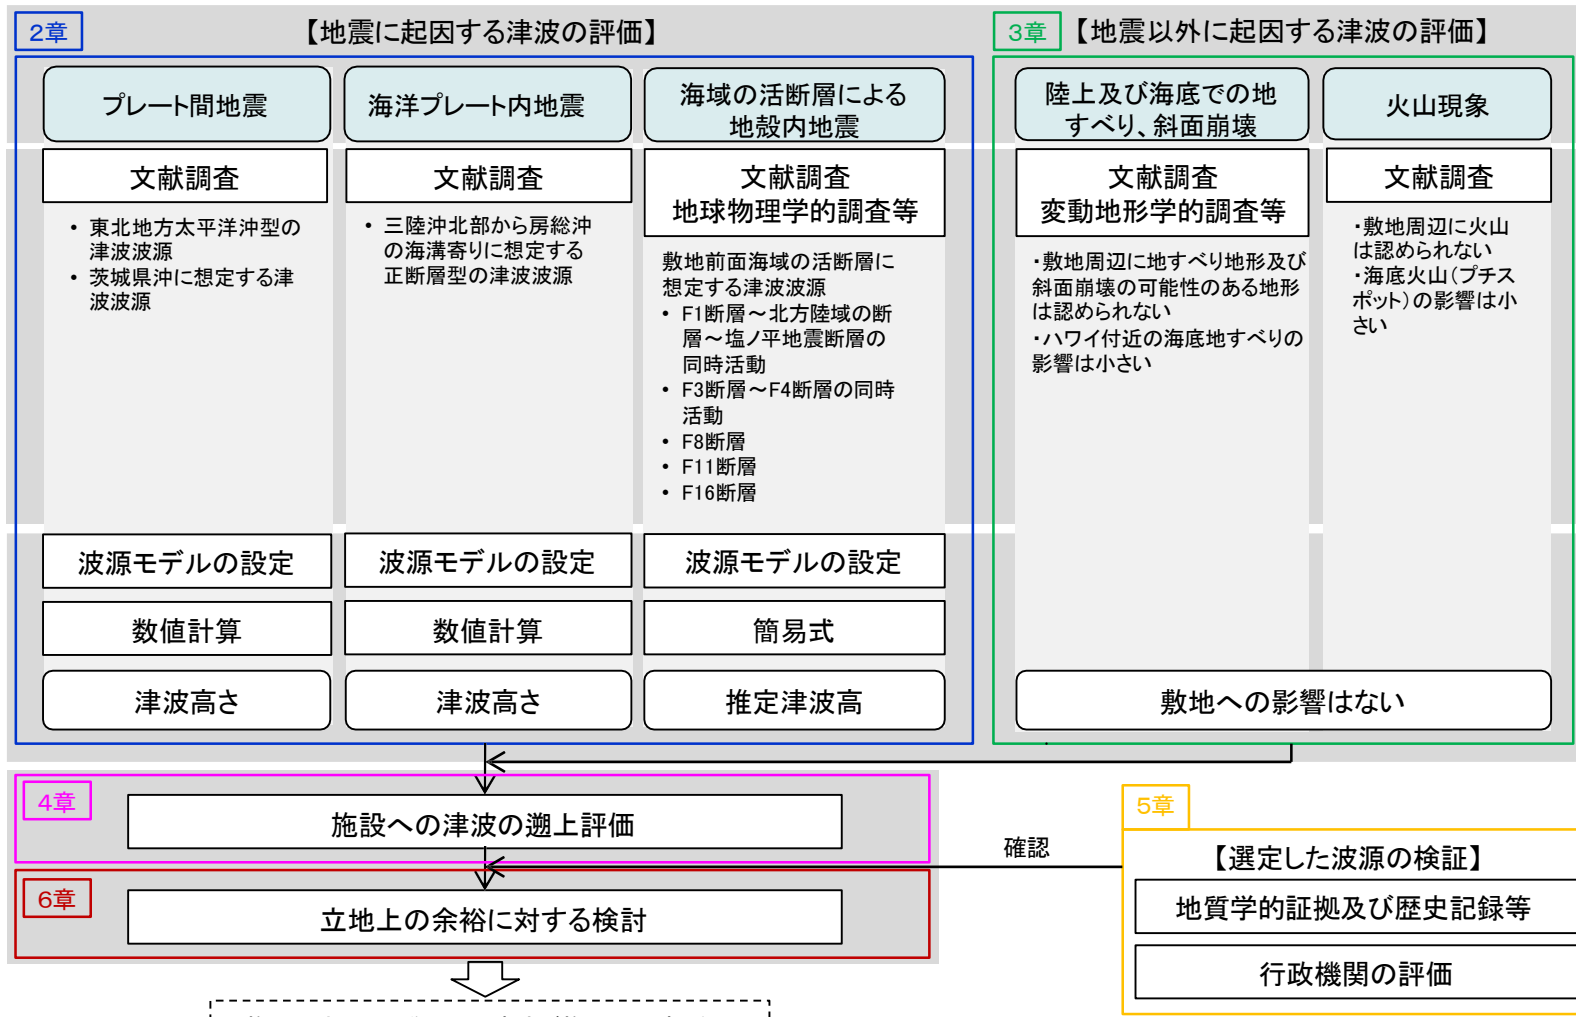 2章
【地震に起因する津波の評価】
プレート間地震
文献調査
• 東北地方太平洋沖型の
津波波源
• 茨城県沖に想定する津
波波源
波源モデルの設定
数値計算
津波高さ
海洋プレート内地震
文献調査
• 三陸沖北部から房総沖
の海溝寄りに想定する
正断層型の津波波源
波源モデルの設定
数値計算
津波高さ
海域の活断層による
地殻内地震
文献調査
地球物理学的調査等
敷地前面海域の活断層に
想定する津波波源
• F1断層～北方陸域の断
層～塩ノ平地震断層の
同時活動
• F3断層～F4断層の同時
活動
• F8断層
• F11断層
• F16断層
波源モデルの設定
簡易式
推定津波高
3章
【地震以外に起因する津波の評価】
陸上及び海底での地
すべり、斜面崩壊
文献調査
変動地形学的調査等
・敷地周辺に地すべり地形及び
斜面崩壊の可能性のある地形
は認められない
・ハワイ付近の海底地すべりの
影響は小さい
火山現象
文献調査
・敷地周辺に火山
は認められない
・海底火山（プチス
ポット）の影響は小
さい
敷地への影響はない
4章
施設への津波の遡上評価
確認
5章
【選定した波源の検証】
地質学的証拠及び歴史記録等
行政機関の評価
6章
立地上の余裕に対する検討